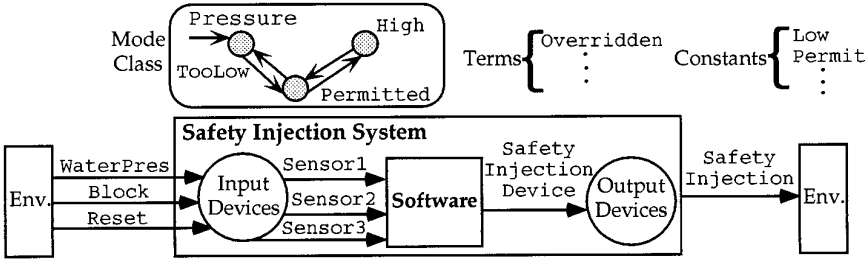 Mode
Class
Pressure
High
TooLow
Permitted
Terms
Overridden
Constants
Low
Permit
Safety Injection System
Env.
WaterPres
Block
Reset
Input
Devices
Sensor1
Sensor2
Sensor3
Software
Safety
Injection
Device
Output
Devices
Safety
Injection
Env.